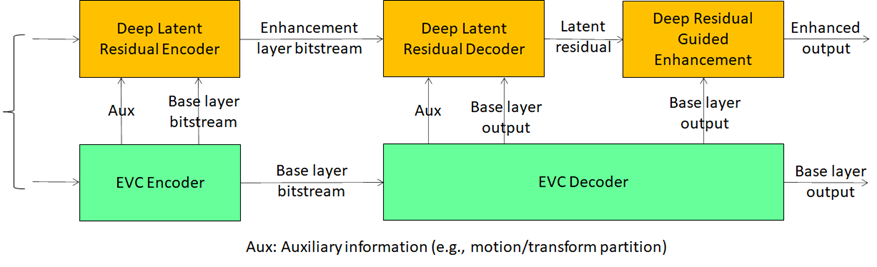 Deep Latent
Residual Encoder
Enhancement
layer bitstream
Deep Latent
Residual Decoder
Latent
residual
Deep Residual
Guided
Enhancement
Enhanced
output
Aux
Base layer
bitstream
Aux
Base layer
output
Base layer
output
EVC Encoder
Base layer
bitstream
EVC Decoder
Base layer
output
Aux: Auxiliary information (e.g., motion/transform partition)